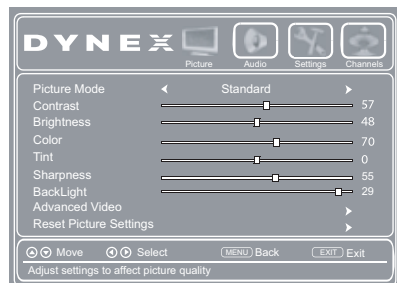 DYNEX
Picture Audio Settings Channels
Picture Mode Standard
Contrast 57
Brightness 48
Color 70
Tint 0
Sharpness 55
BackLight 29
Advanced Video
Reset Picture Settings
Move Select MENU Back EXIT Exit
Adjust settings to affect picture quality